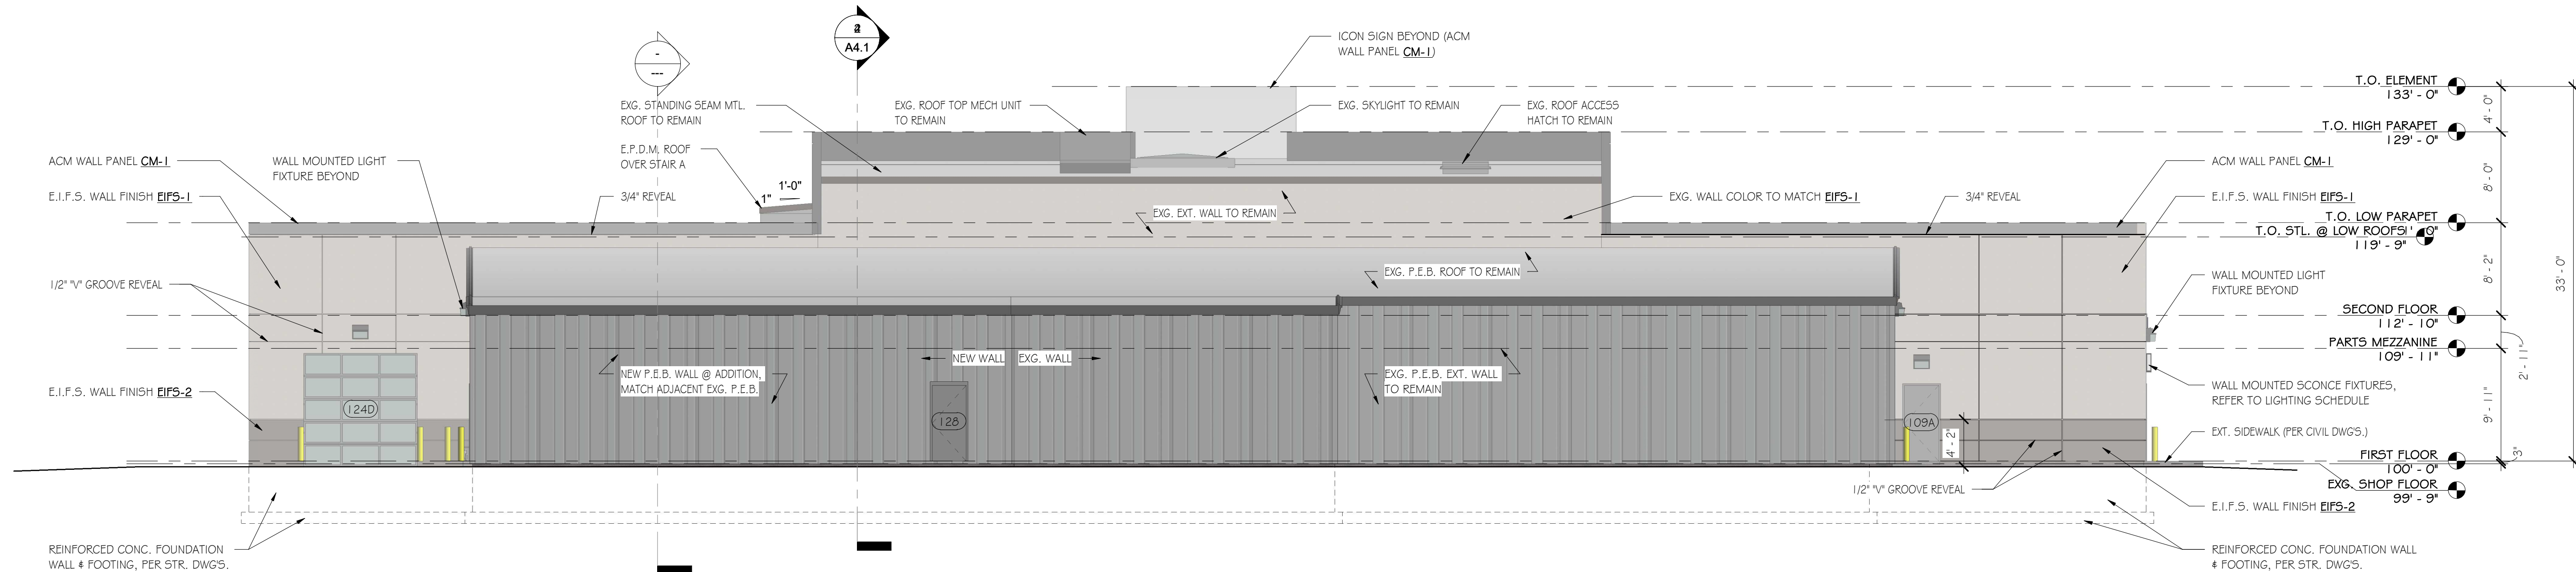 2
A4.1
-
---
ICON SIGN BEYOND (ACM
WALL PANEL CM-1)
EXG. STANDING SEAM MTL.
ROOF TO REMAIN
EXG. ROOF TOP MECH UNIT
TO REMAIN
EXG. SKYLIGHT TO REMAIN
EXG. ROOF ACCESS
HATCH TO REMAIN
E.P.D.M. ROOF
OVER STAIR A
1'-0"
1"
ACM WALL PANEL CM-1
WALL MOUNTED LIGHT
FIXTURE BEYOND
E.I.F.S. WALL FINISH EIFS-1
3/4" REVEAL
EXG. EXT. WALL TO REMAIN
EXG. WALL COLOR TO MATCH EIFS-1
3/4" REVEAL
ACM WALL PANEL CM-1
E.I.F.S. WALL FINISH EIFS-1
EXG. P.E.B. ROOF TO REMAIN
1/2" "V" GROOVE REVEAL
WALL MOUNTED LIGHT
FIXTURE BEYOND
NEW WALL
EXG. WALL
NEW P.E.B. WALL @ ADDITION,
MATCH ADJACENT EXG. P.E.B.
EXG. P.E.B. EXT. WALL
TO REMAIN
E.I.F.S. WALL FINISH EIFS-2
124D
128
109A
4' - 2"
WALL MOUNTED SCONCE FIXTURES,
REFER TO LIGHTING SCHEDULE
EXT. SIDEWALK (PER CIVIL DWG'S.)
1/2" "V" GROOVE REVEAL
E.I.F.S. WALL FINISH EIFS-2
REINFORCED CONC. FOUNDATION
WALL & FOOTING, PER STR. DWG'S.
REINFORCED CONC. FOUNDATION WALL
& FOOTING, PER STR. DWG'S.
T.O. ELEMENT
133' - 0"
T.O. HIGH PARAPET
129' - 0"
T.O. LOW PARAPET
T.O. STL. @ LOW ROOFS
119' - 9"
SECOND FLOOR
112' - 10"
PARTS MEZZANINE
109' - 11"
FIRST FLOOR
100' - 0"
EXG. SHOP FLOOR
99' - 9"
4' - 0"
8' - 0"
8' - 2"
2' - 11"
9' - 11"
3"
33' - 0"